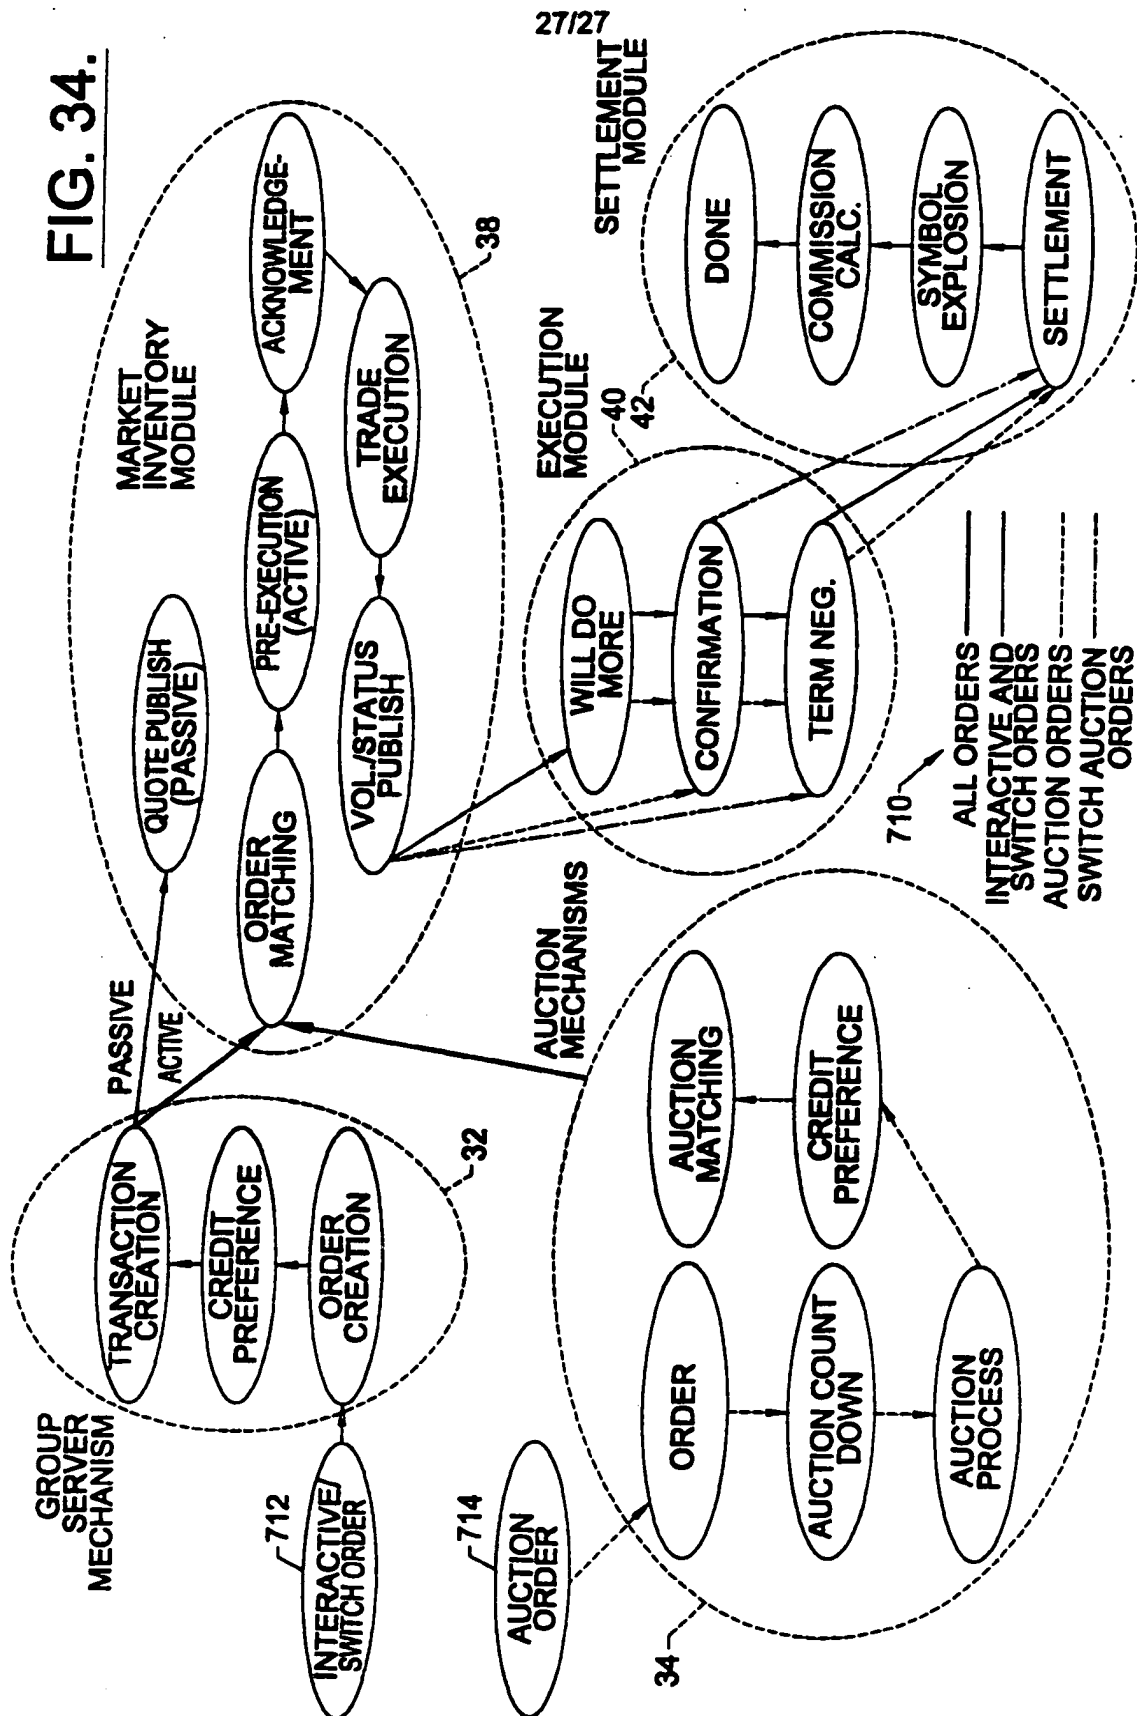 27/27
FIG. 34.
GROUP
SERVER
MECHANISM
712
INTERACTIVE/
SWITCH ORDER
ORDER
CREATION
CREDIT
PREFERENCE
TRANSACTION
CREATION
32
PASSIVE
ACTIVE
MARKET
INVENTORY
MODULE
QUOTE PUBLISH
(PASSIVE)
ORDER
MATCHING
PRE-EXECUTION
(ACTIVE)
ACKNOWLEDGE-
MENT
TRADE
EXECUTION
VOL./STATUS
PUBLISH
38
714
AUCTION
ORDER
AUCTION
MECHANISMS
ORDER
AUCTION COUNT
DOWN
AUCTION
PROCESS
CREDIT
PREFERENCE
AUCTION
MATCHING
34
EXECUTION
MODULE
40
WILL DO
MORE
CONFIRMATION
TERM NEG.
SETTLEMENT
MODULE
42
DONE
COMMISSION
CALC.
SYMBOL
EXPLOSION
SETTLEMENT
710
ALL ORDERS
INTERACTIVE AND
SWITCH ORDERS
AUCTION ORDERS
SWITCH AUCTION
ORDERS